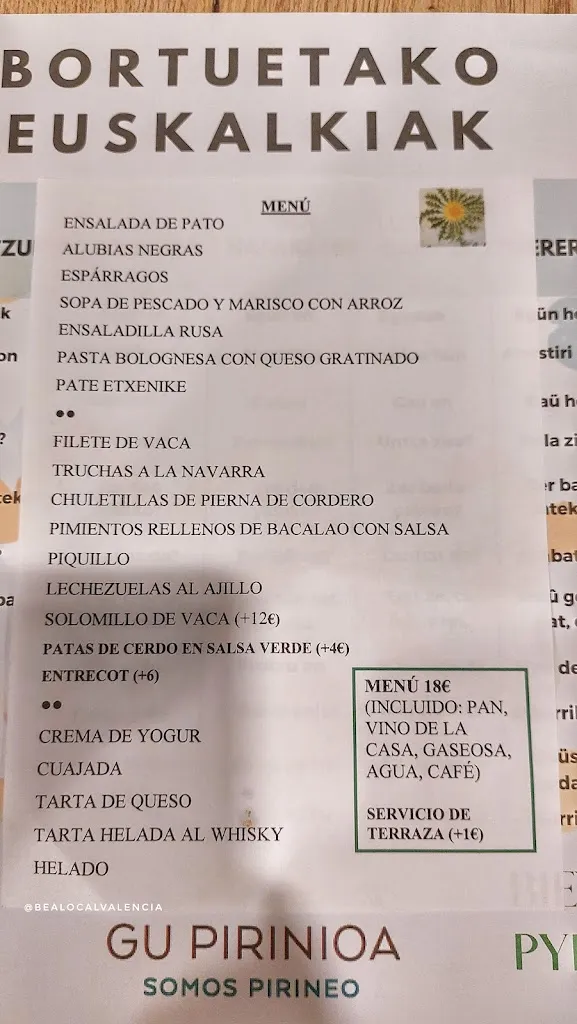 BORTUETAKO
EUSKALKIAK
MENÚ
ENSALADA DE PATO
ALUBIAS NEGRAS
ESPÁRRAGOS
SOPA DE PESCADO Y MARISCO CON ARROZ
ENSALADILLA RUSA
PASTA BOLOGNESA CON QUESO GRATINADO
PATE ETXENIKE
••
FILETE DE VACA
TRUCHAS A LA NAVARRA
CHULETILLAS DE PIERNA DE CORDERO
PIMIENTOS RELLENOS DE BACALAO CON SALSA
PIQUILLO
LECHEZUELAS AL AJILLO
SOLOMILLO DE VACA (+12€)
PATAS DE CERDO EN SALSA VERDE (+4€)
ENTRECOT (+6)
••
CREMA DE YOGUR
CUAJADA
TARTA DE QUESO
TARTA HELADA AL WHISKY
HELADO
MENÚ 18€
(INCLUIDO: PAN,
VINO DE LA
CASA, GASEOSA,
AGUA, CAFÉ)
SERVICIO DE
TERRAZA (+1€)
@BEALOCALVALENCIA
GU PIRINIOA
SOMOS PIRINEO